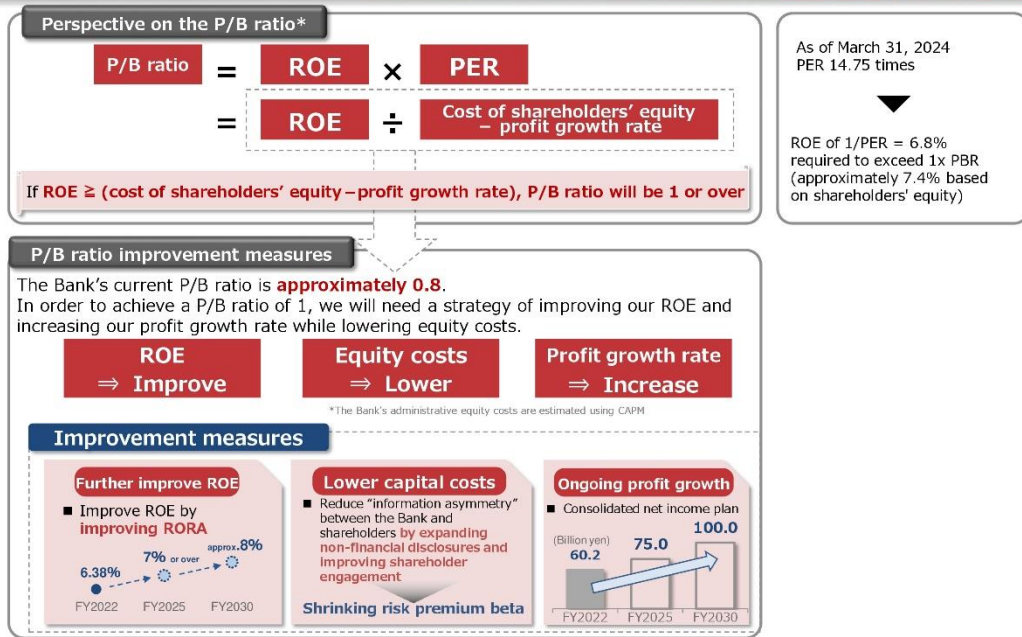 Perspective on the P/B ratio*
P/B ratio = ROE × PER
= ROE ÷ Cost of shareholders' equity
– profit growth rate
If ROE ≧ (cost of shareholders' equity – profit growth rate), P/B ratio will be 1 or over
As of March 31, 2024
PER 14.75 times
ROE of 1/PER = 6.8%
required to exceed 1x PBR
(approximately 7.4% based
on shareholders' equity)
P/B ratio improvement measures
The Bank's current P/B ratio is approximately 0.8.
In order to achieve a P/B ratio of 1, we will need a strategy of improving our ROE and
increasing our profit growth rate while lowering equity costs.
ROE
⇒ Improve
Equity costs
⇒ Lower
Profit growth rate
⇒ Increase
*The Bank's administrative equity costs are estimated using CAPM
Improvement measures
Further improve ROE
■ Improve ROE by
improving RORA
6.38%
7% or over
approx.8%
FY2022 FY2025 FY2030
Lower capital costs
■ Reduce "information asymmetry"
between the Bank and
shareholders by expanding
non-financial disclosures and
improving shareholder
engagement
Shrinking risk premium beta
Ongoing profit growth
■ Consolidated net income plan
(Billion yen)
60.2
75.0
100.0
FY2022 FY2025 FY2030